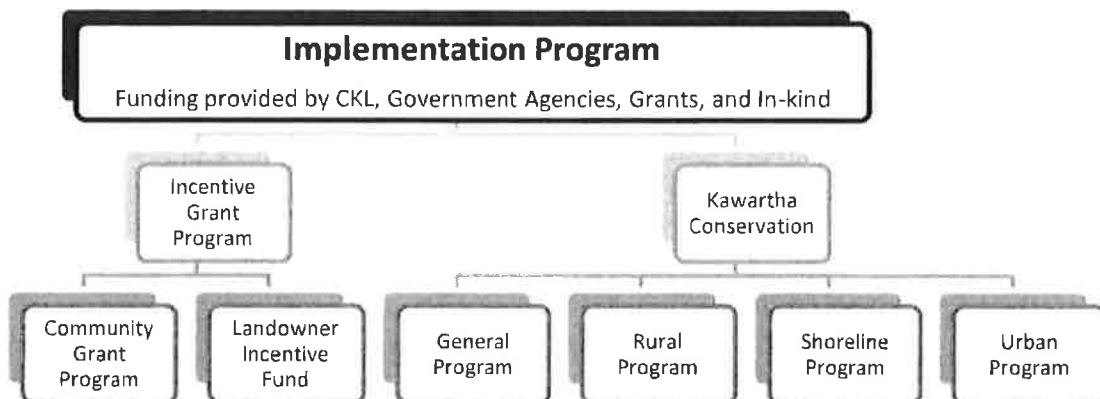 Implementation Program
Funding provided by CKL, Government Agencies, Grants, and In-kind
Incentive
Grant
Program
Kawartha
Conservation
Community
Grant
Program
Landowner
Incentive
Fund
General
Program
Rural
Program
Shoreline
Program
Urban
Program